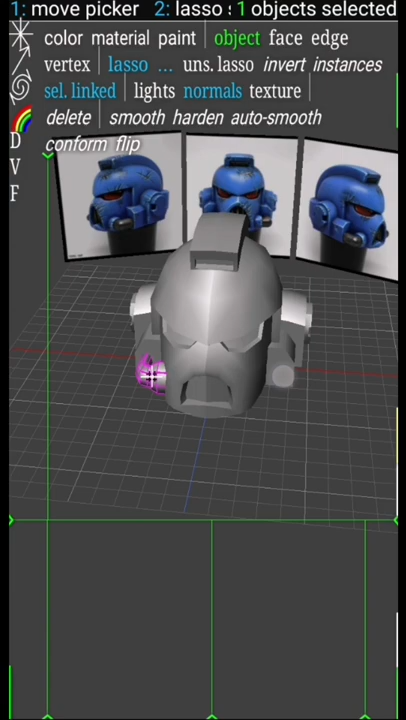 1: move picker 2: lasso : 1 objects selected
color material paint | object face edge
vertex | lasso ... uns. lasso invert instances
sel. linked | lights normals texture |
delete | smooth harden auto-smooth
D conform flip
V
F